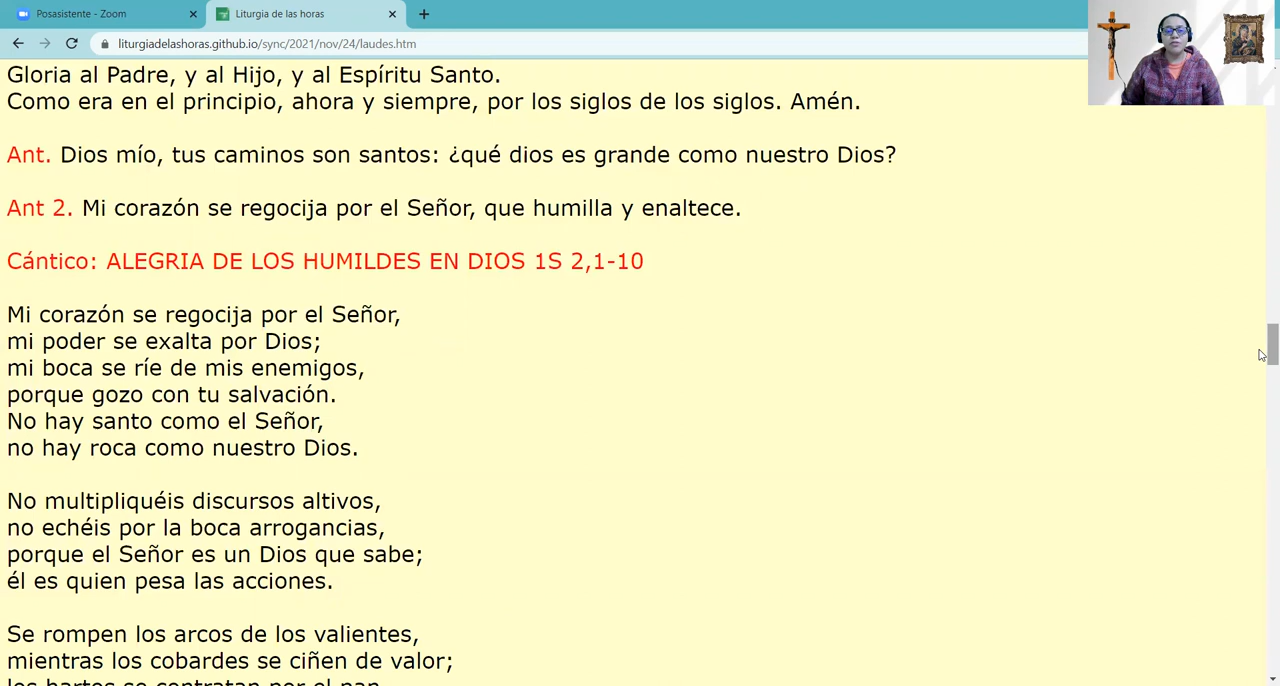 Posasistente - Zoom
Liturgia de las horas
liturgiadelashoras.github.io/sync/2021/nov/24/laudes.htm
Gloria al Padre, y al Hijo, y al Espíritu Santo.
Como era en el principio, ahora y siempre, por los siglos de los siglos. Amén.
Ant. Dios mío, tus caminos son santos: ¿qué dios es grande como nuestro Dios?
Ant 2. Mi corazón se regocija por el Señor, que humilla y enaltece.
Cántico: ALEGRIA DE LOS HUMILDES EN DIOS 1S 2,1-10
Mi corazón se regocija por el Señor,
mi poder se exalta por Dios;
mi boca se ríe de mis enemigos,
porque gozo con tu salvación.
No hay santo como el Señor,
no hay roca como nuestro Dios.
No multipliquéis discursos altivos,
no echéis por la boca arrogancias,
porque el Señor es un Dios que sabe;
él es quien pesa las acciones.
Se rompen los arcos de los valientes,
mientras los cobardes se ciñen de valor;
los hartos se contratan por el pan